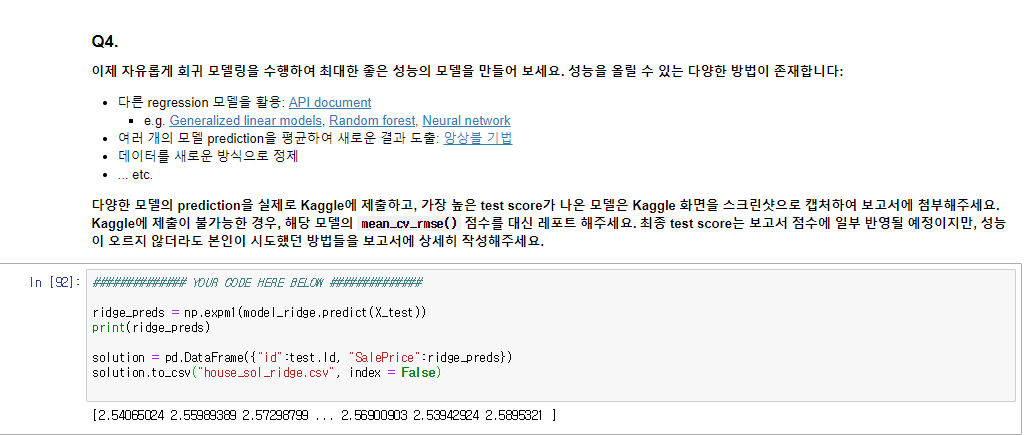 Q4.
이제 자유롭게 회귀 모델링을 수행하여 최대한 좋은 성능의 모델을 만들어 보세요. 성능을 올릴 수 있는 다양한 방법이 존재합니다:
• 다른 regression 모델을 활용: API document
▪ e.g. Generalized linear models, Random forest, Neural network
• 여러 개의 모델 prediction을 평균하여 새로운 결과 도출: 앙상블 기법
• 데이터를 새로운 방식으로 정제
• ... etc.
다양한 모델의 prediction을 실제로 Kaggle에 제출하고, 가장 높은 test score가 나온 모델은 Kaggle 화면을 스크린샷으로 캡처하여 보고서에 첨부해주세요.
Kaggle에 제출이 불가능한 경우, 해당 모델의 mean_cv_rmse() 점수를 대신 레포트 해주세요. 최종 test score는 보고서 점수에 일부 반영될 예정이지만, 성능
이 오르지 않더라도 본인이 시도했던 방법들을 보고서에 상세히 작성해주세요.
In [92]: ############## YOUR CODE HERE BELOW ##############
ridge_preds = np.expm1(model_ridge.predict(X_test))
print(ridge_preds)
solution = pd.DataFrame({"id":test.Id, "SalePrice":ridge_preds})
solution.to_csv("house_sol_ridge.csv", index = False)
[2.54065024 2.55989389 2.57298799 ... 2.56900903 2.53942924 2.5895321 ]